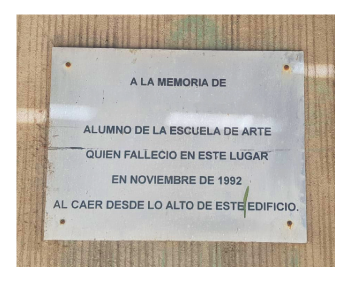 A LA MEMORIA DE
ALUMNO DE LA ESCUELA DE ARTE
QUIEN FALLECIO EN ESTE LUGAR
EN NOVIEMBRE DE 1992
AL CAER DESDE LO ALTO DE ESTE EDIFICIO.